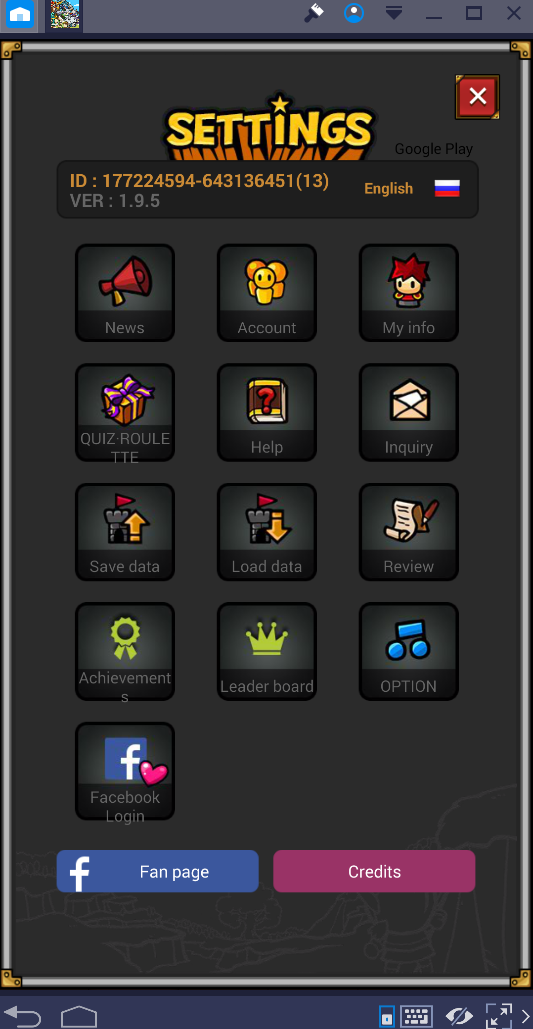 SETTINGS
Google Play
ID : 177224594-643136451(13)
English
VER : 1.9.5
News
Account
My info
QUIZ·ROULE
TTE
Help
Inquiry
Save data
Load data
Review
Achievement
s
Leader board
OPTION
Facebook
Login
Fan page
Credits